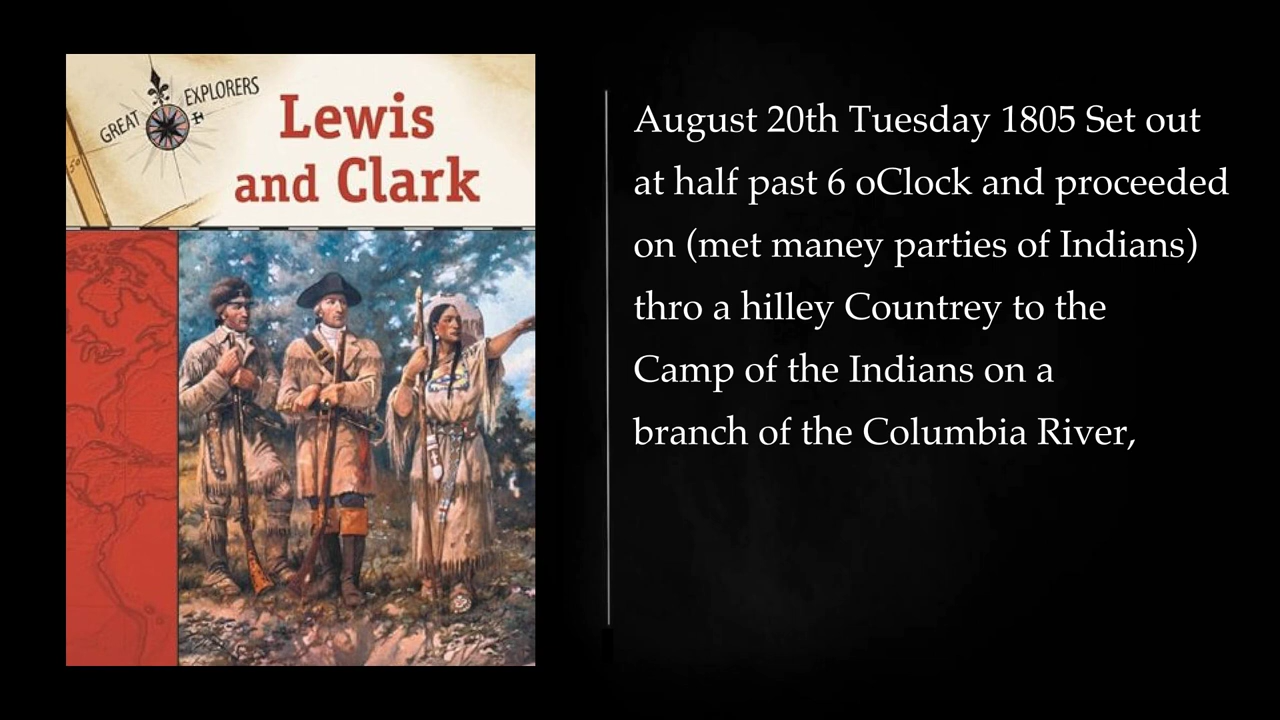 GREAT EXPLORERS
Lewis
and Clark
50
August 20th Tuesday 1805 Set out
at half past 6 oClock and proceeded
on (met maney parties of Indians)
thro a hilley Countrey to the
Camp of the Indians on a
branch of the Columbia River,